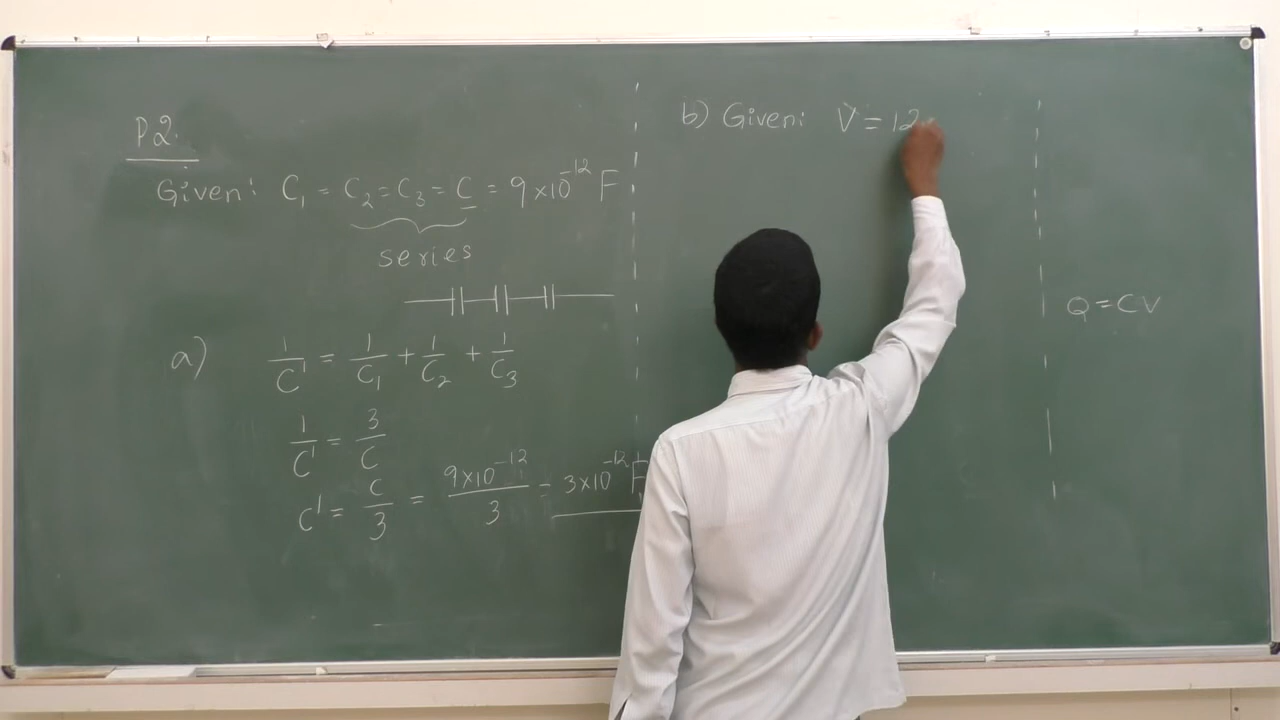 P2.
Given: C₁ = C₂ = C₃ = C = 9×10⁻¹² F
series
a) 1/C' = 1/C₁ + 1/C₂ + 1/C₃
1/C' = 3/C
C' = C/3 = 9×10⁻¹²/3 = 3×10⁻¹² F
b) Given: V = 12
Q = CV